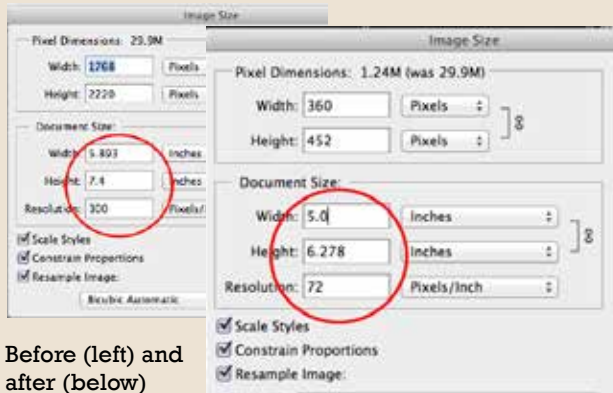 Image Size
Pixel Dimensions: 29.9M
Width: 1768 Pixels
Height: 2220 Pixels
Document Size:
Width: 5.893 Inches
Height: 7.4 Inches
Resolution: 300 Pixels/
Scale Styles
Constrain Proportions
Resample Image:
Bicubic Automatic
Before (left) and
after (below)
Image Size
Pixel Dimensions: 1.24M (was 29.9M)
Width: 360 Pixels
Height: 452 Pixels
Document Size:
Width: 5.0 Inches
Height: 6.278 Inches
Resolution: 72 Pixels/Inch
Scale Styles
Constrain Proportions
Resample Image: